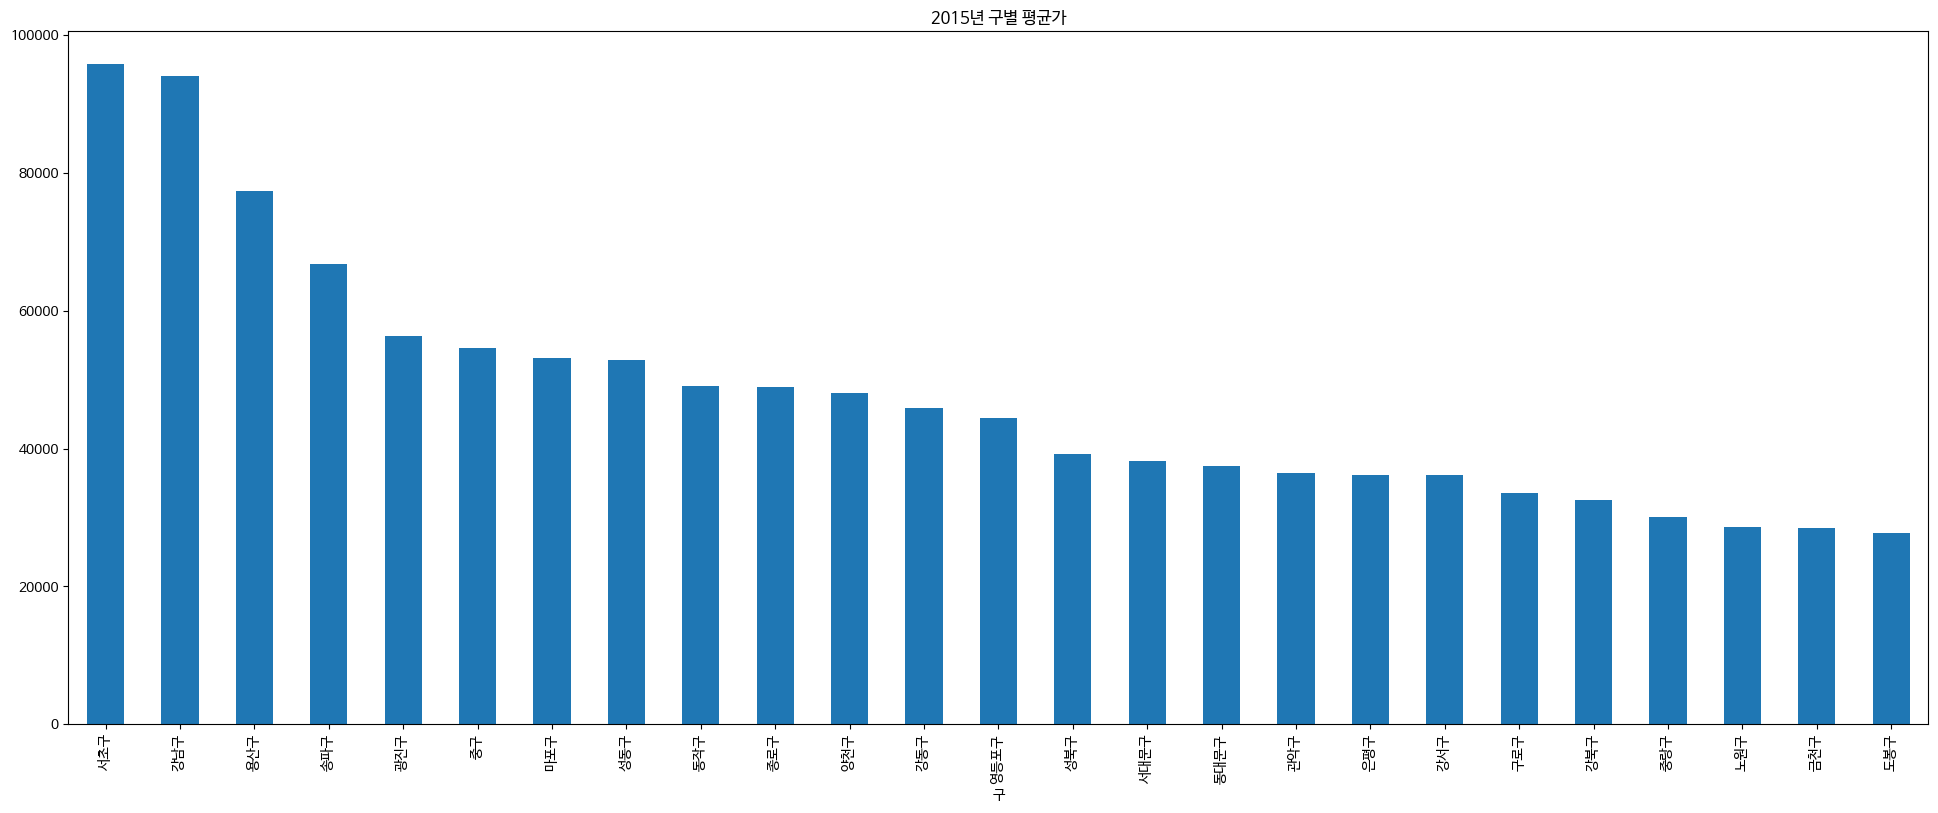 2015년 구별 평균가
100000
80000
60000
40000
20000
0
서초구
강남구
용산구
송파구
광진구
중구
마포구
성동구
동작구
종로구
양천구
강동구
영등포구
성북구
서대문구
동대문구
관악구
은평구
강서구
구로구
강북구
중랑구
노원구
금천구
도봉구
구